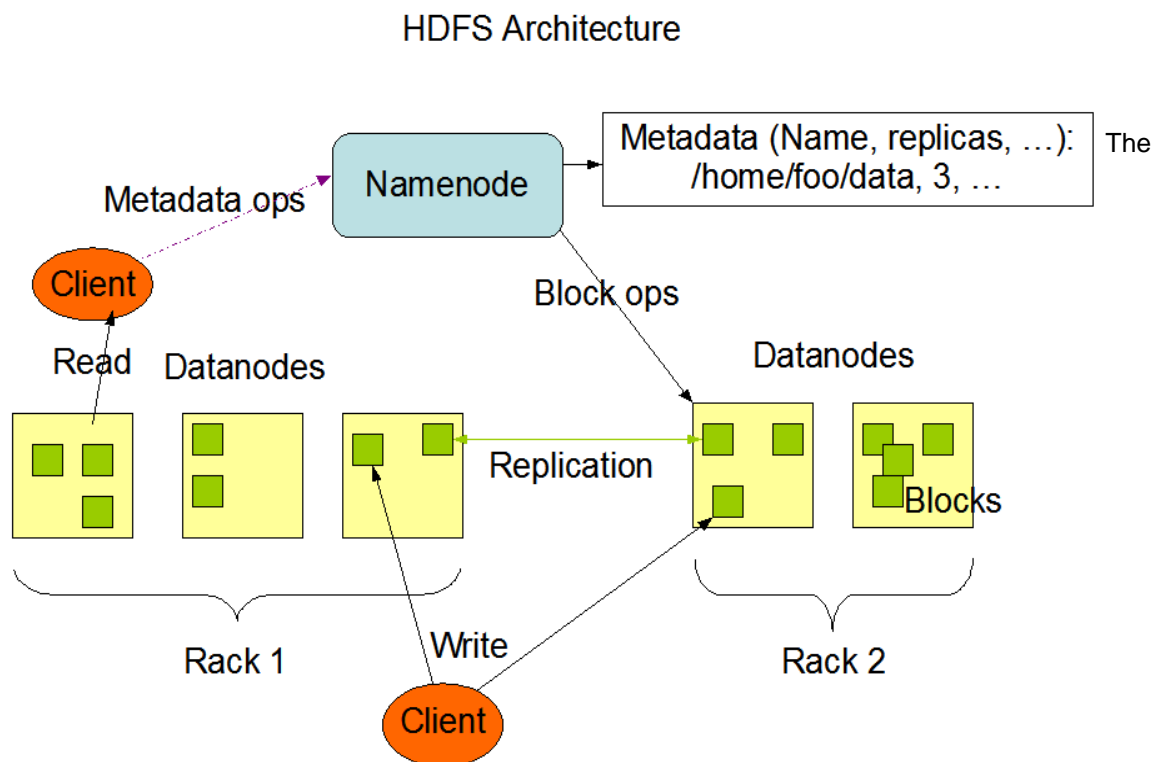 HDFS Architecture
Metadata (Name, replicas, …):
/home/foo/data, 3, …
The
Namenode
Metadata ops
Client
Block ops
Read
Datanodes
Datanodes
Replication
Blocks
Rack 1
Write
Rack 2
Client